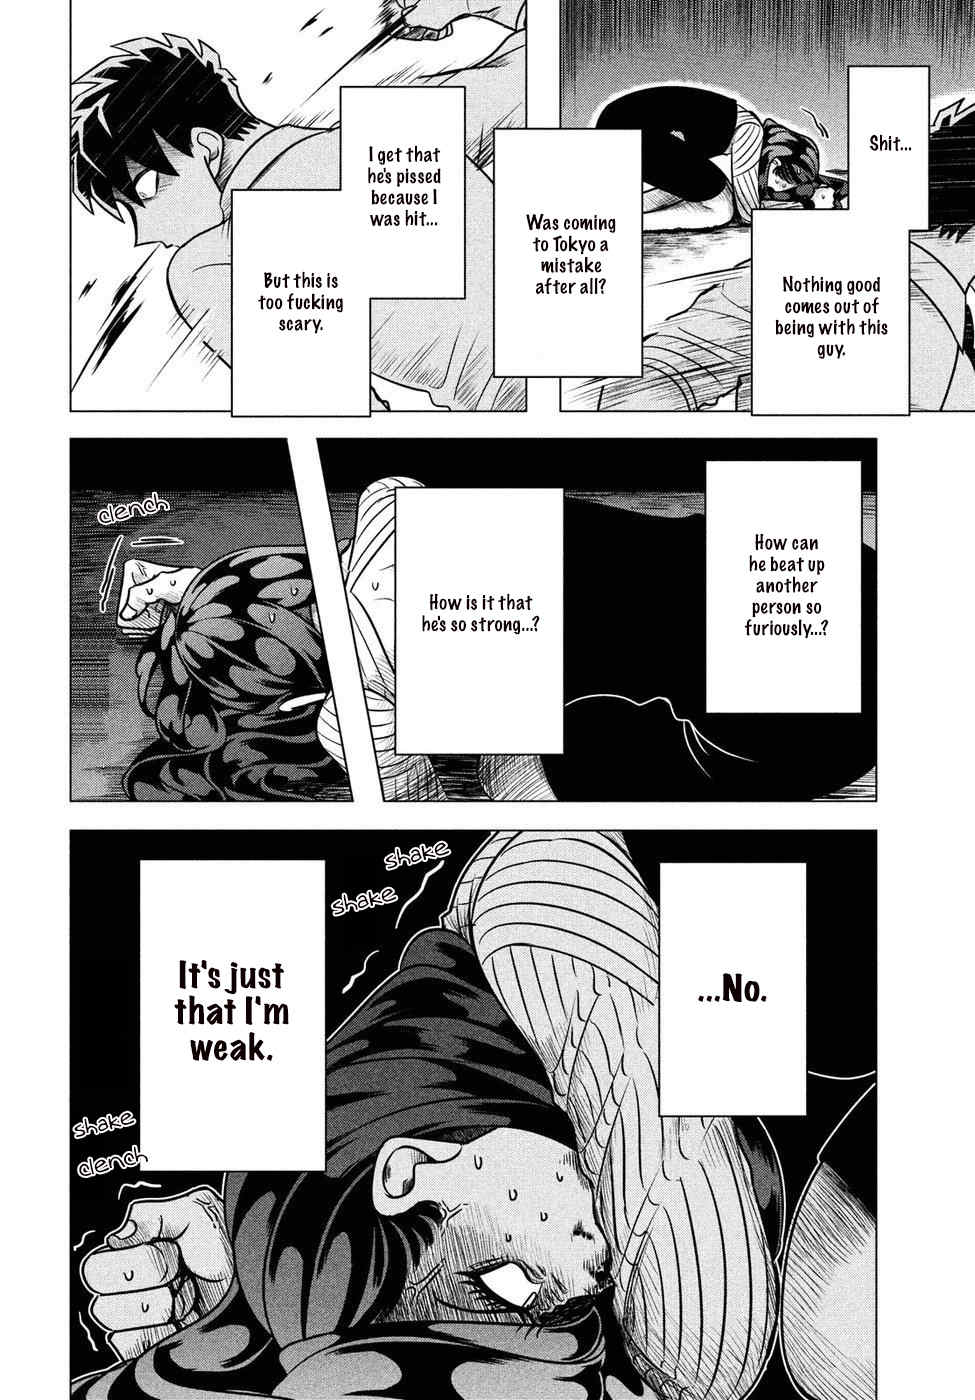 Shit...
Nothing good
comes out of
being with this
guy.
Was coming
to Tokyo a
mistake
after all?
I get that
he's pissed
because I
was hit...
But this is
too fucking
scary.
How can
he beat up
another
person so
furiously...?
How is it that
he's so strong...?
clench
...No.
shake
shake
It's just
that I'm
weak.
shake
clench